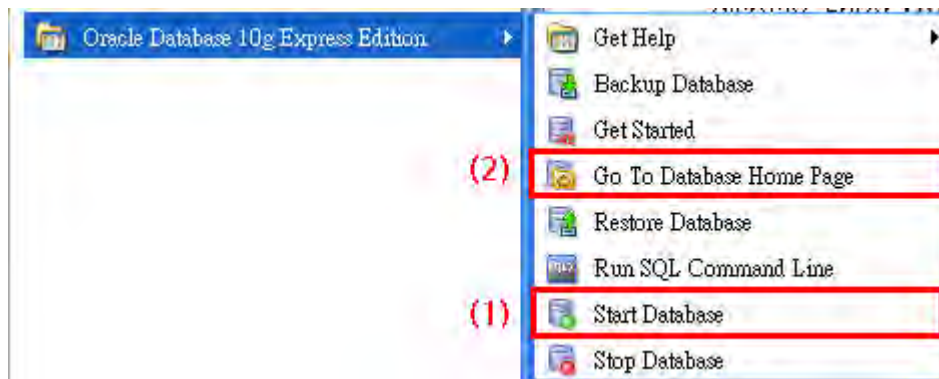 Oracle Database 10g Express Edition
Get Help
Backup Database
Get Started
(2) Go To Database Home Page
Restore Database
Run SQL Command Line
(1) Start Database
Stop Database